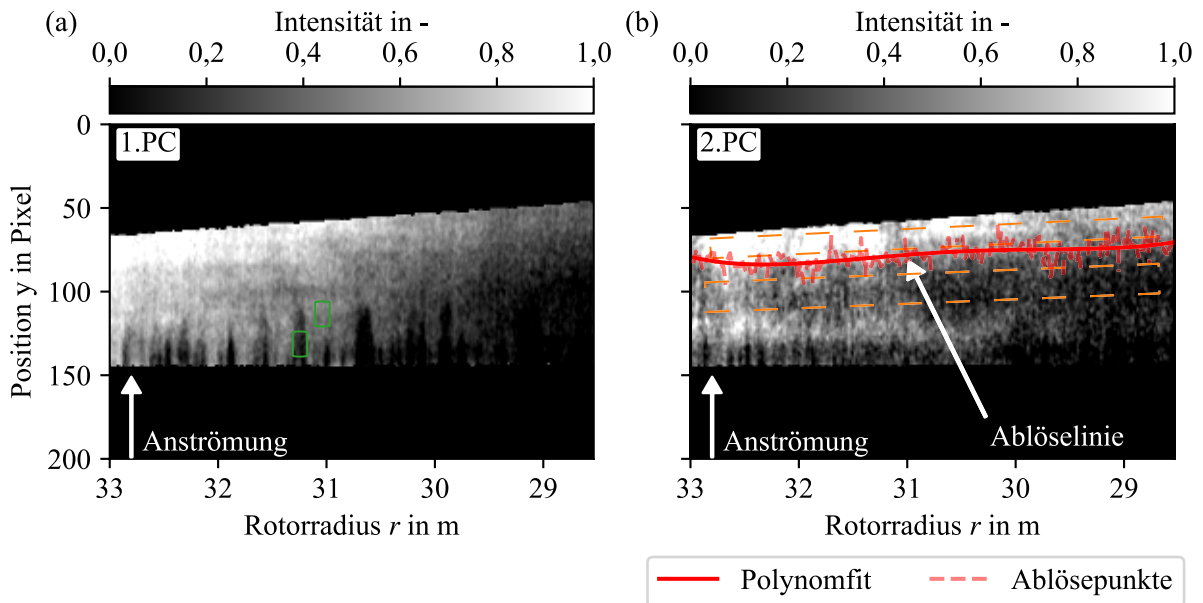 (a)
Intensität in -
0,0 0,2 0,4 0,6 0,8 1,0
1.PC
0
50
100
150
200
Position y in Pixel
Anströmung
33 32 31 30 29
Rotorradius r in m
(b)
Intensität in -
0,0 0,2 0,4 0,6 0,8 1,0
2.PC
Anströmung
Ablöselinie
33 32 31 30 29
Rotorradius r in m
Polynomfit
Ablösepunkte